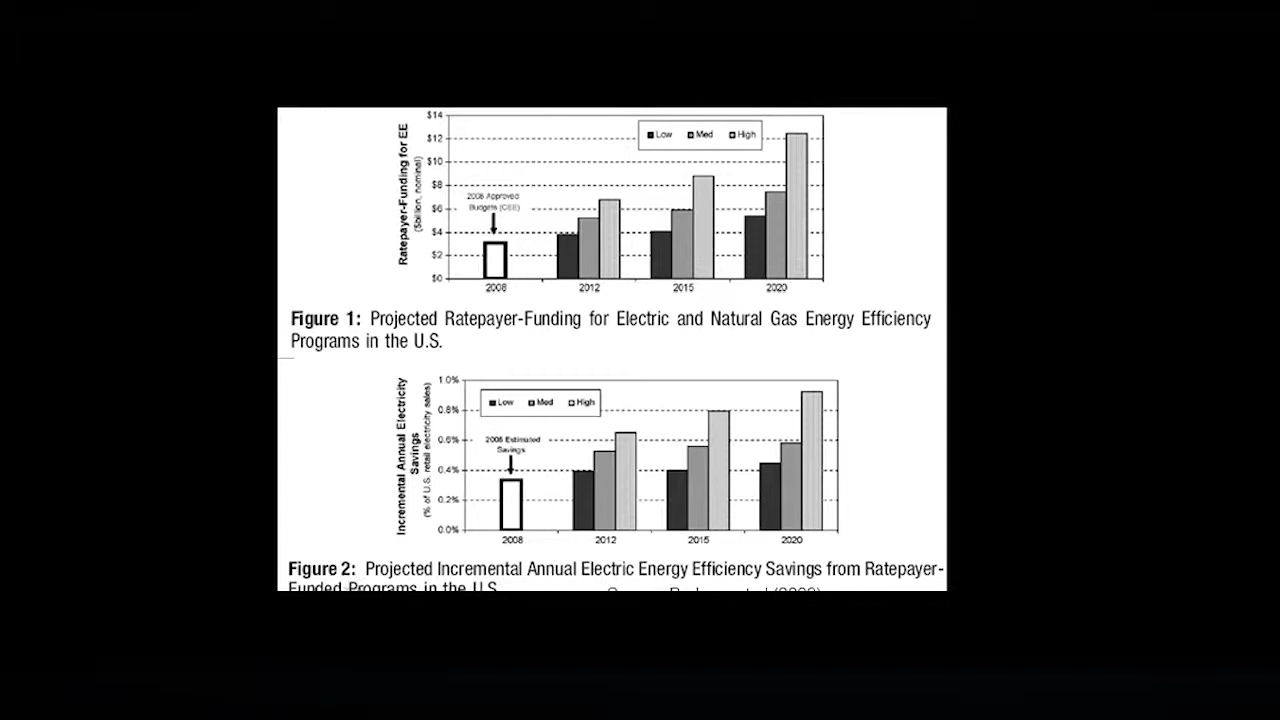 $14
$12
$10
$8
$6
$4
$2
$0
Ratepayer-Funding for EE
($billion, nominal)
Low Med High
2008 Approved
Budgets (CEE)
2008 2012 2015 2020
Figure 1: Projected Ratepayer-Funding for Electric and Natural Gas Energy Efficiency
Programs in the U.S.
1.0%
0.8%
0.6%
0.4%
0.2%
0.0%
Incremental Annual Electricity
Savings
(% of U.S. retail electricity sales)
Low Med High
2008 Estimated
Savings
2008 2012 2015 2020
Figure 2: Projected Incremental Annual Electric Energy Efficiency Savings from Ratepayer-
Funded Programs in the U.S.